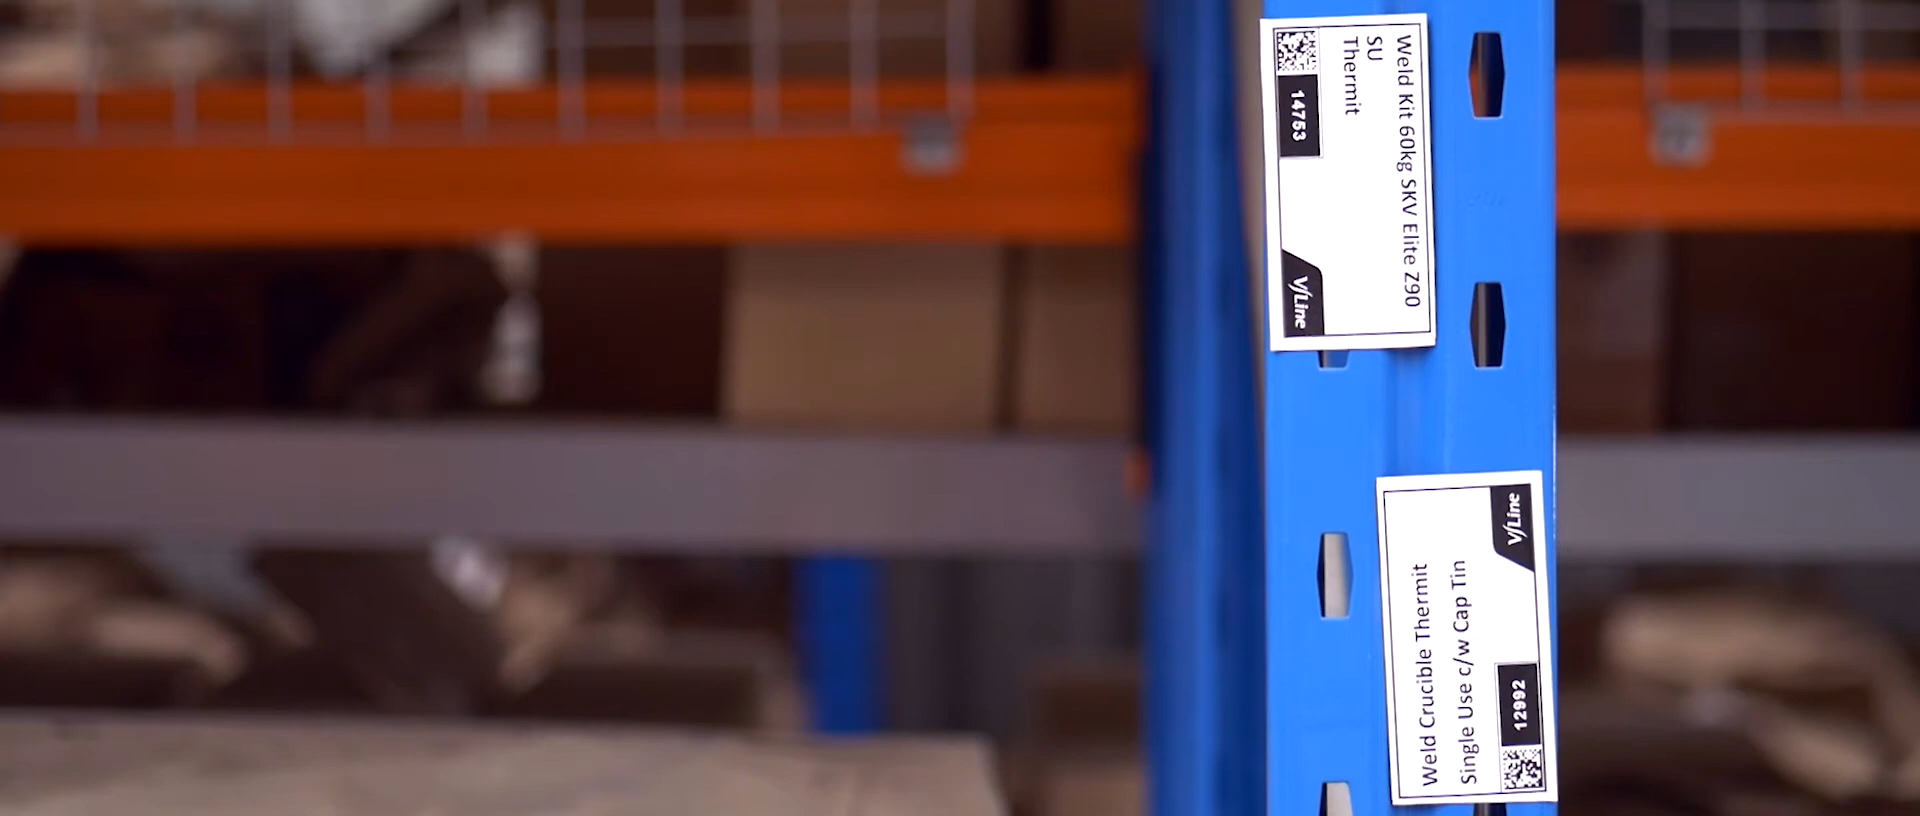 Weld Kit 60kg SKV Elite Z90
SU
Thermit
14753
V/Line
Weld Crucible Thermit
Single Use c/w Cap Tin
12992
V/Line